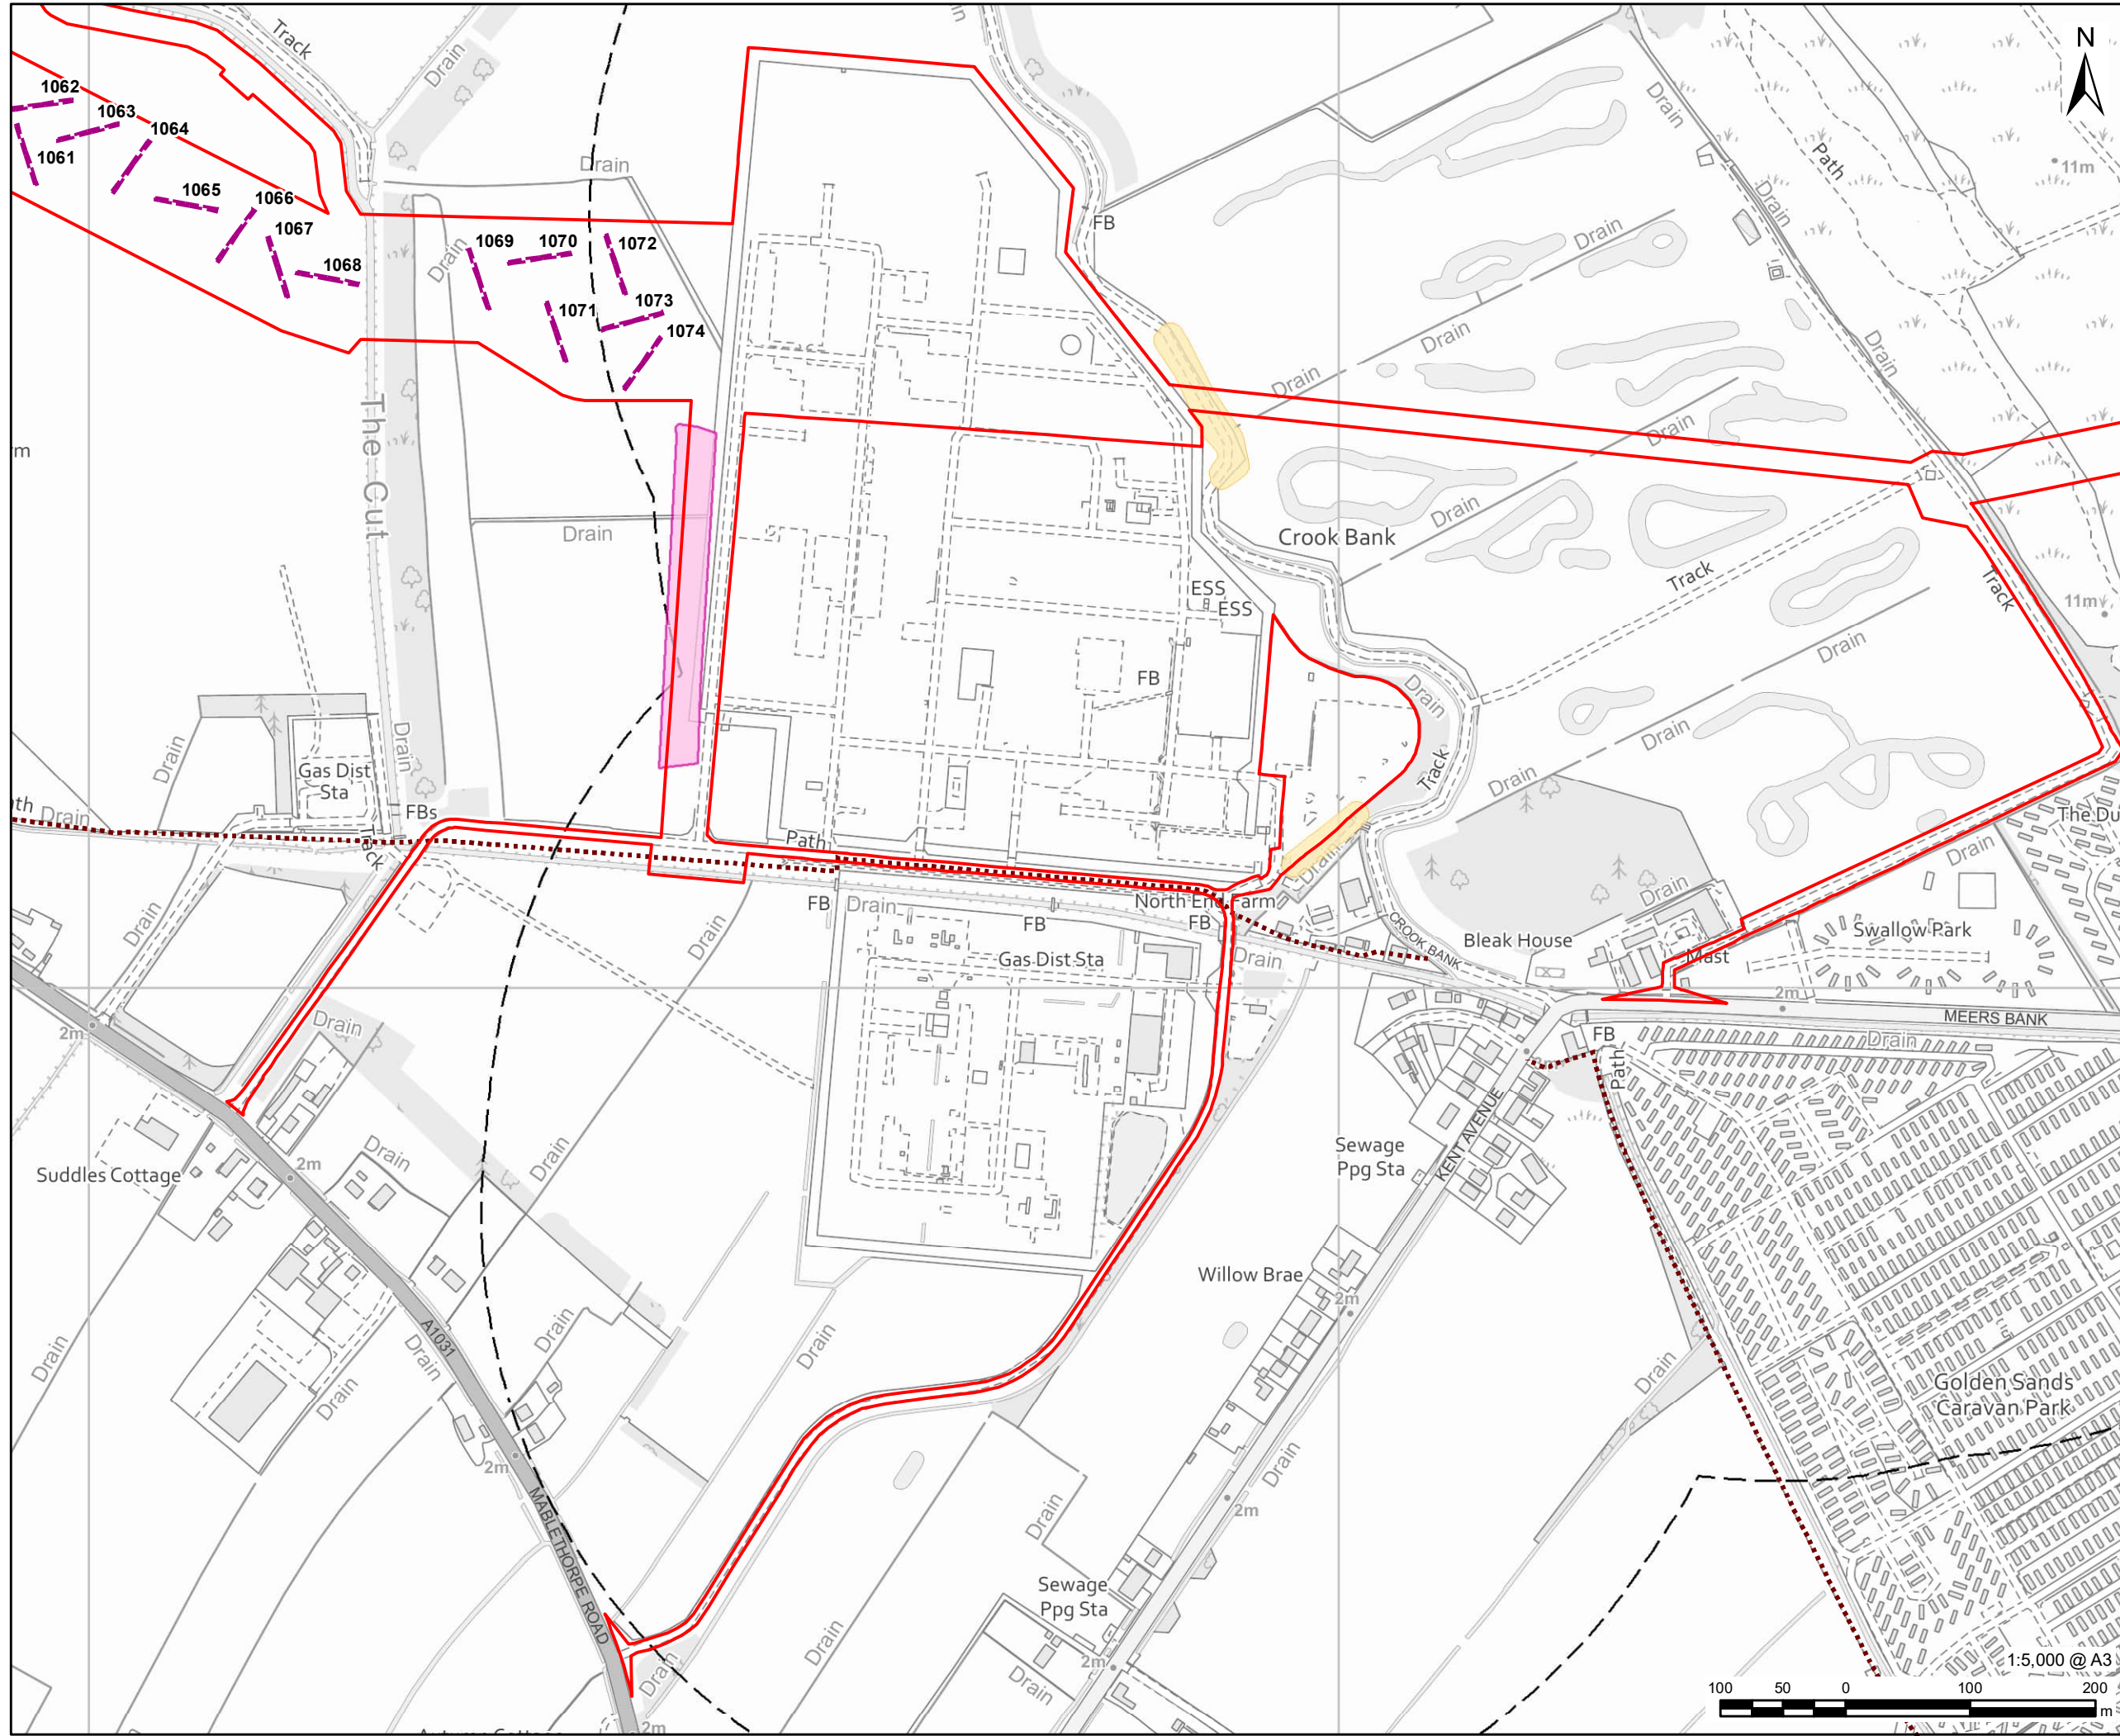 Track
Drain
N
1062
1063
1064
1061
1065
1066
1067
1068
Drain
Drain
1069
1070
1072
1071
1073
1074
FB
Drain
Path
11m
Drain
Drain
Drain
Drain
Drain
Drain
Drain
The Cut
Drain
Crook Bank
ESS
ESS
FB
Track
Track
11m
Drain
Drain
Drain
Drain
Track
Drain
Drain
Gas Dist
Sta
FBs
Drain
Track
Path
Drain
The Du
Drain
Drain
North End Farm
FB
Drain
FB
FB
Gas Dist Sta
Drain
Drain
Drain
CROOK BANK
Bleak House
Mast
Swallow Park
2m
MEERS BANK
Drain
FB
Path
2m
Drain
Suddles Cottage
2m
Drain
Drain
Sewage
Ppg Sta
KENT AVENUE
Willow Brae
2m
Drain
A1031
Drain
Drain
Drain
Drain
Drain
Golden Sands
Caravan Park
2m
MABLETHORPE ROAD
Drain
Drain
2m
Sewage
Ppg Sta
Drain
Drain
2m
Drain
2m
1:5,000 @ A3
100 50 0 100 200
m